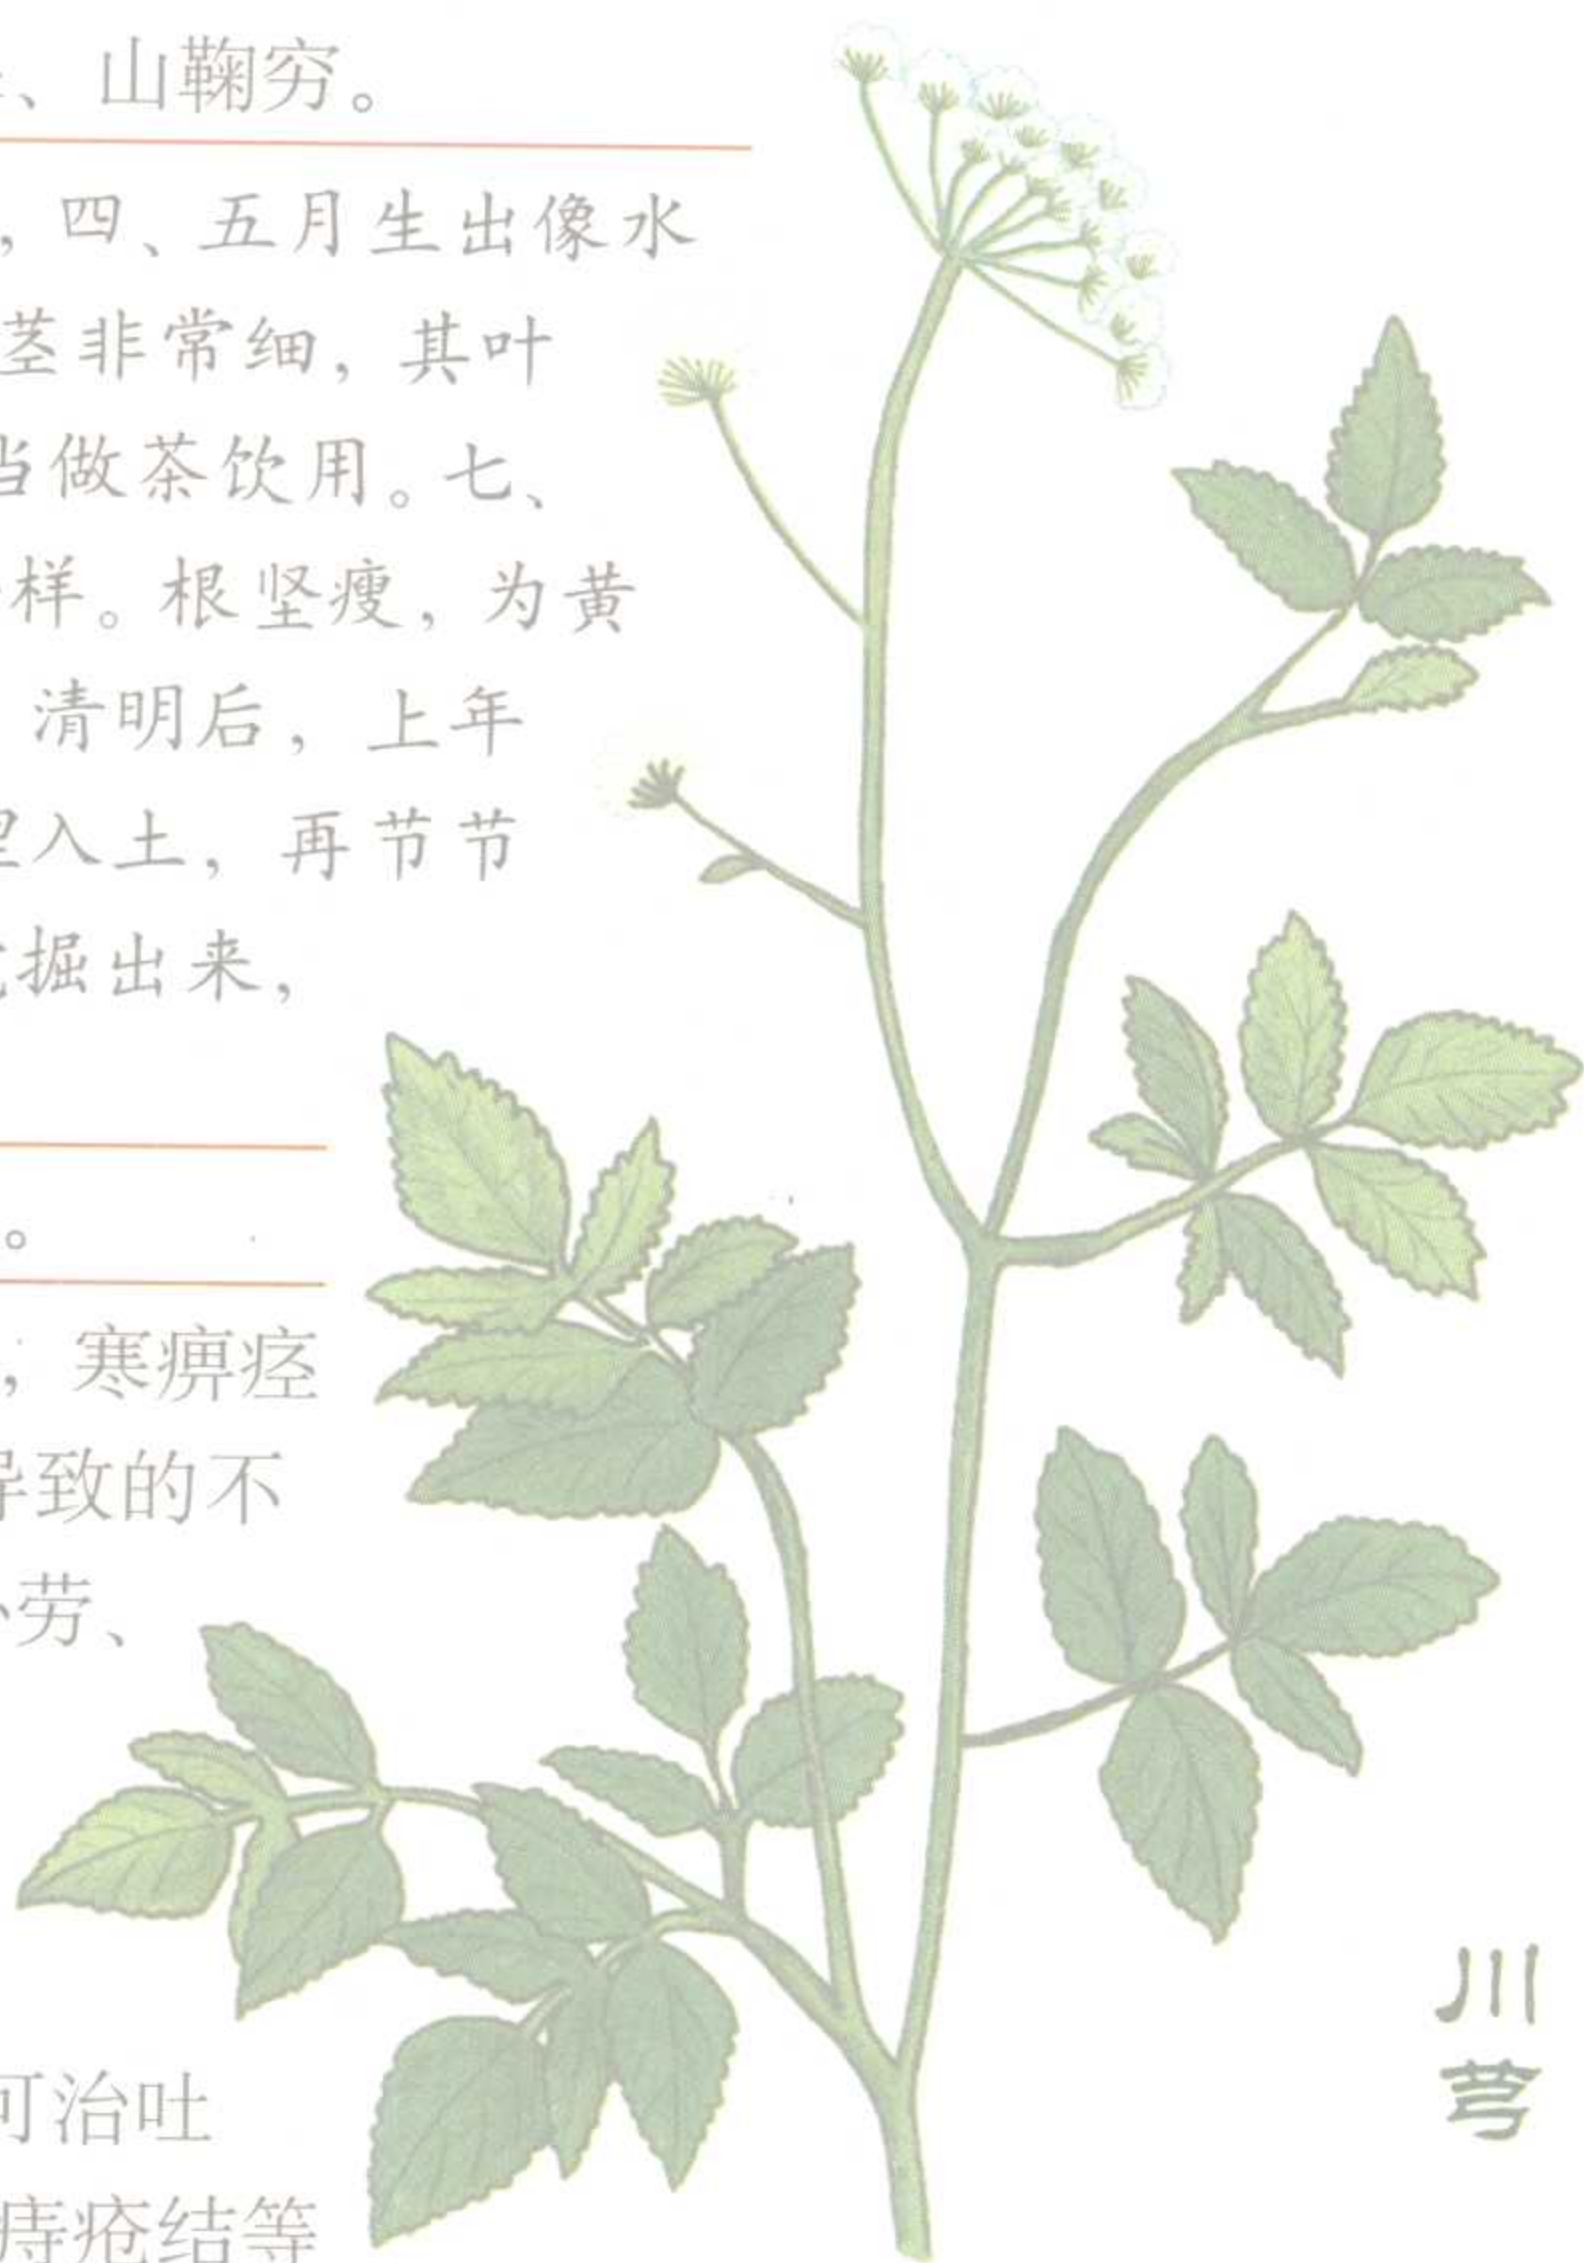 、山鞠穷。
，四、五月生出像水
茎非常细，其叶
当做茶饮用。七、
样。根坚瘦，为黄
清明后，上年
入土，再节节
掘出来，
。
，寒痹痉
导致的不
劳、
可治吐
痔疮结等
川芎